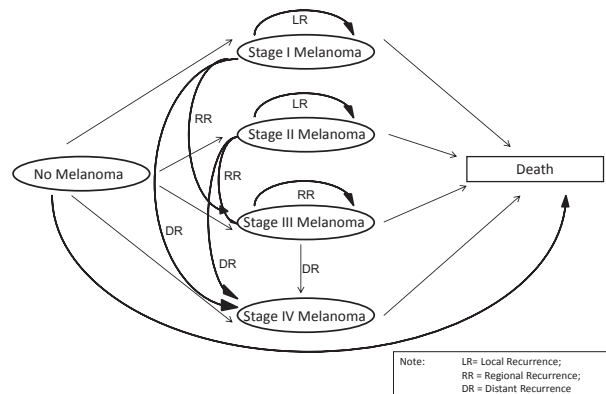 LR
Stage I Melanoma
LR
RR
Stage II Melanoma
RR
No Melanoma
Death
RR
Stage III Melanoma
DR
DR
DR
Stage IV Melanoma
Note: LR= Local Recurrence;
RR = Regional Recurrence;
DR = Distant Recurrence